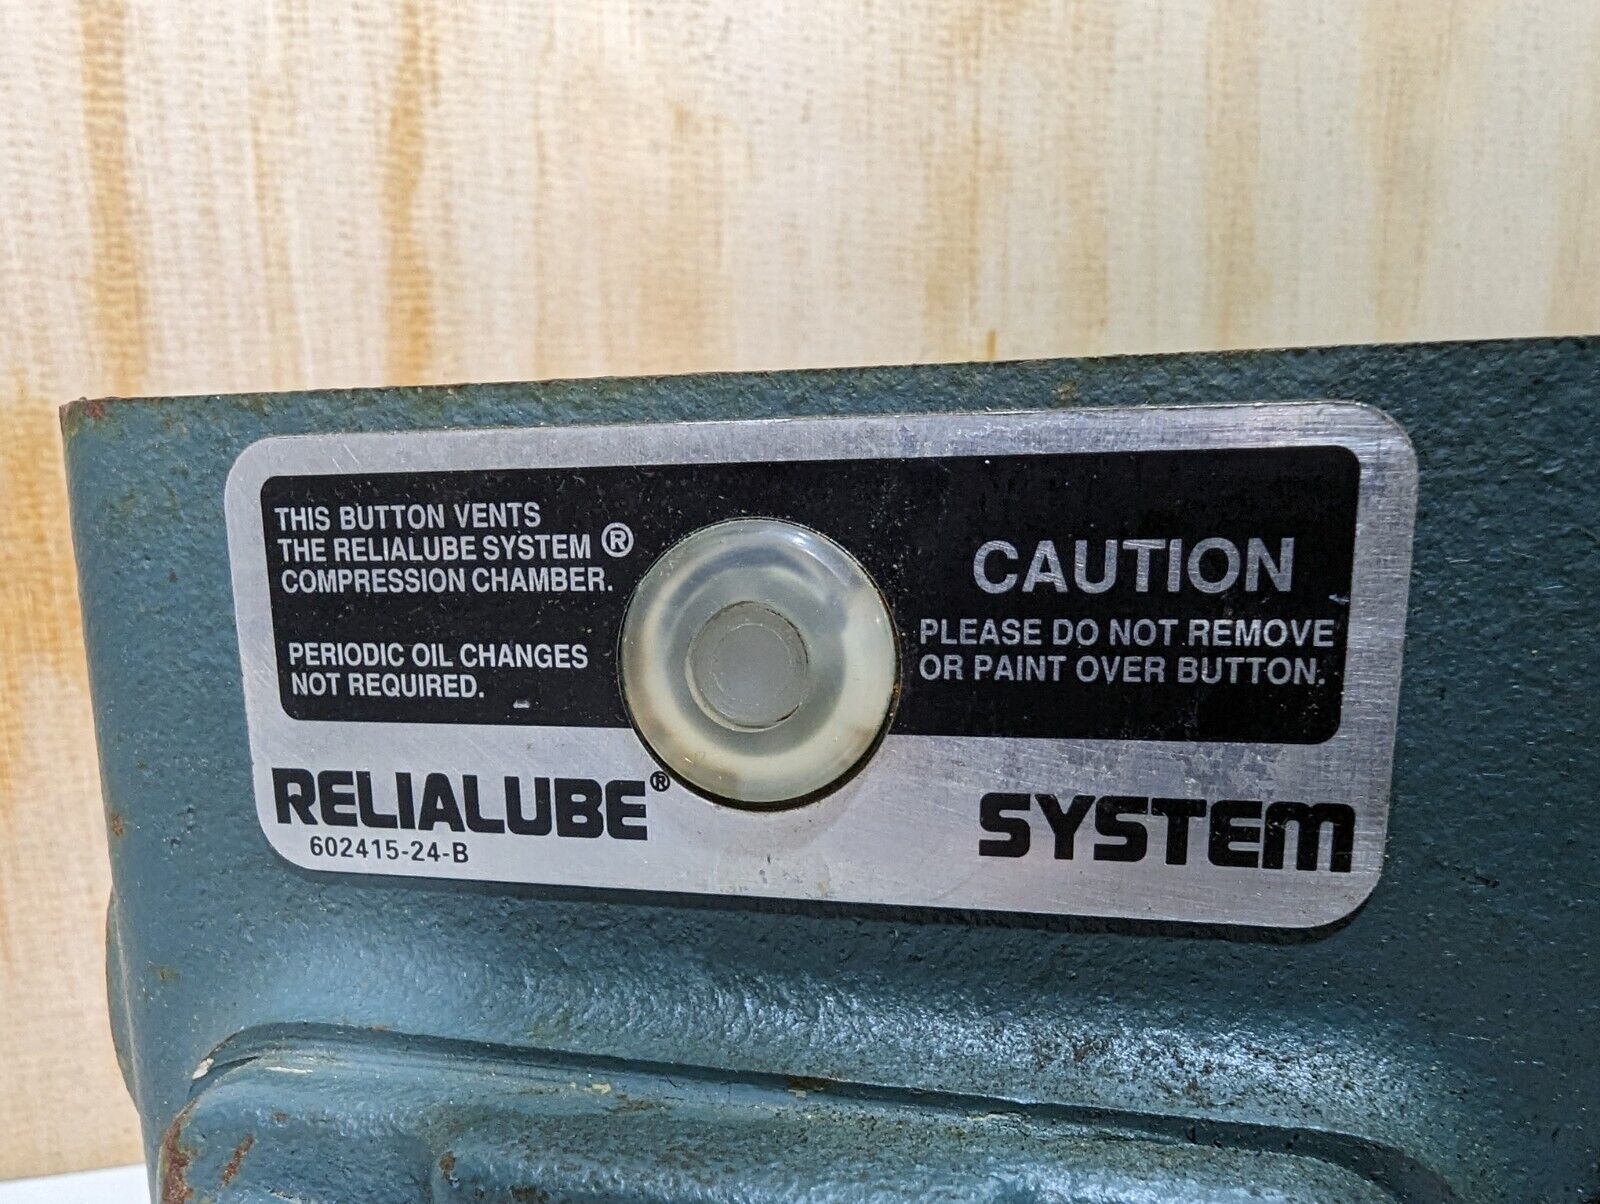 THIS BUTTON VENTS
THE RELIALUBE SYSTEM ®
COMPRESSION CHAMBER.
PERIODIC OIL CHANGES
NOT REQUIRED.
CAUTION
PLEASE DO NOT REMOVE
OR PAINT OVER BUTTON.
RELIALUBE® SYSTEM
602415-24-B